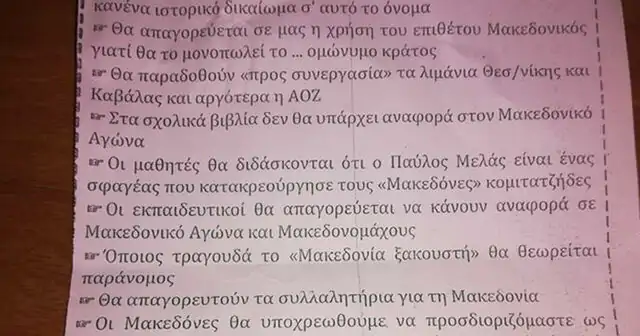 κανένα ιστορικό δικαίωμα σ' αυτό το όνομα
☞ Θα απαγορεύεται σε μας η χρήση του επιθέτου Μακεδονικός
γιατί θα το μονοπωλεί το ... ομώνυμο κράτος
☞ Θα παραδοθούν «προς συνεργασία» τα λιμάνια Θεσ/νίκης και
Καβάλας και αργότερα η ΑΟΖ
☞ Στα σχολικά βιβλία δεν θα υπάρχει αναφορά στον Μακεδονικό
Αγώνα
☞ Οι μαθητές θα διδάσκονται ότι ο Παύλος Μελάς είναι ένας
σφαγέας που κατακρεούργησε τους «Μακεδόνες» κομιτατζήδες
☞ Οι εκπαιδευτικοί θα απαγορεύεται να κάνουν αναφορά σε
Μακεδονικό Αγώνα και Μακεδονομάχους
☞ Όποιος τραγουδά το «Μακεδονία ξακουστή» θα θεωρείται
παράνομος
☞ Θα απαγορευτούν τα συλλαλητήρια για τη Μακεδονία
☞ Οι Μακεδόνες θα υποχρεωθούμε να προσδιοριζόμαστε ως